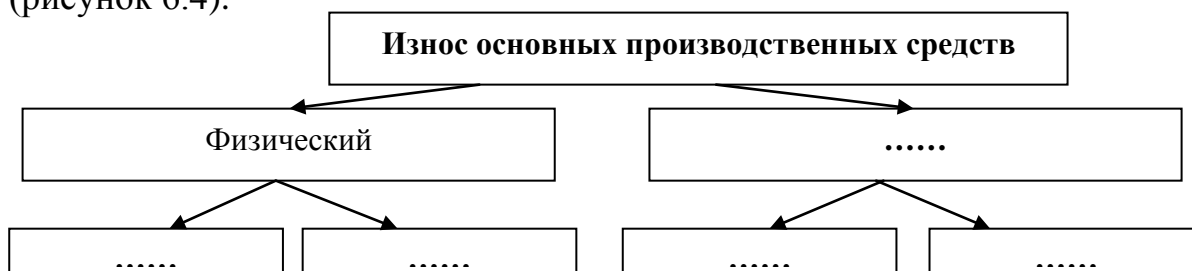 (рисунок 6.4).
Износ основных производственных средств
Физический
……
……
……
……
……